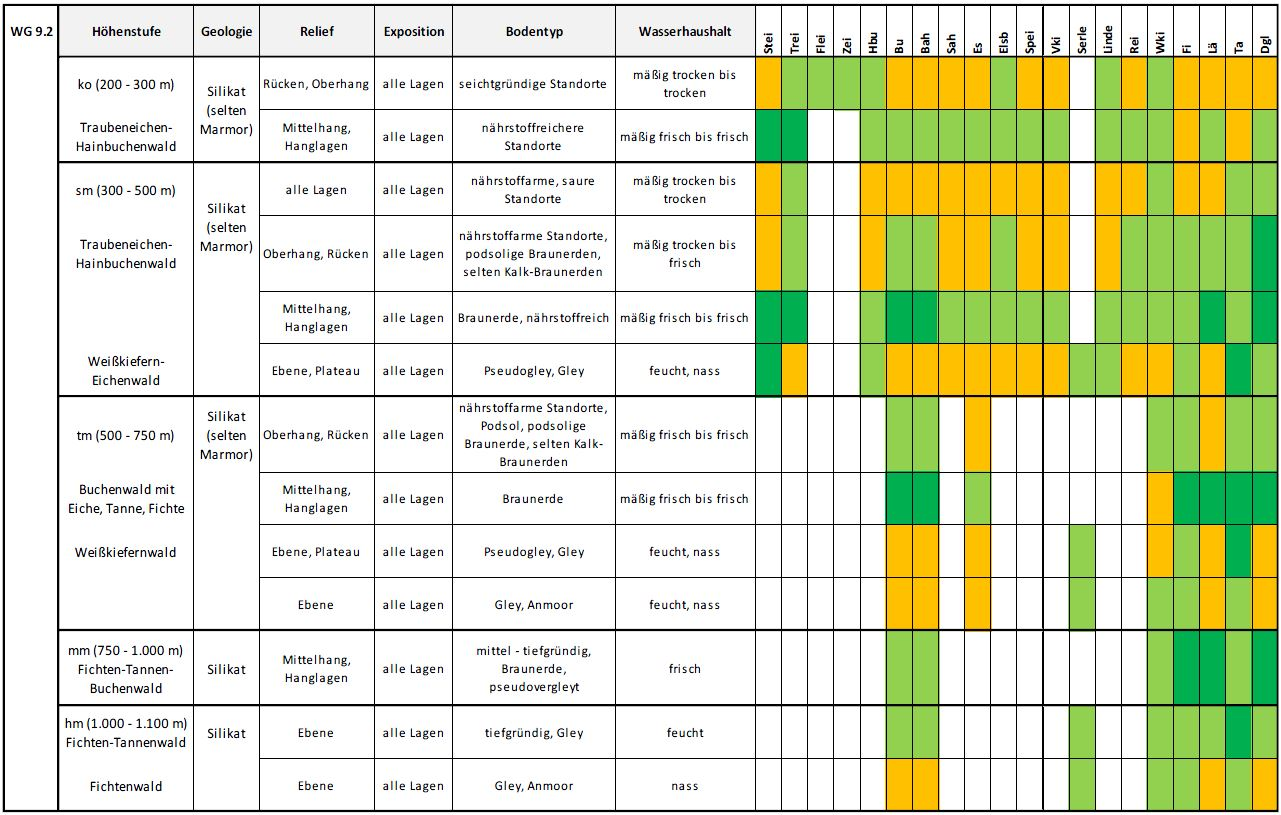 WG 9.2 Höhenstufe Geologie Relief Exposition Bodentyp Wasserhaushalt Stei Trei Flei Zei Hbu Bu Bah Sah Es Elsb Spei Vki Serle Linde Rei Wki Fi Lä Ta Dgl
ko (200 - 300 m)
Traubeneichen-
Hainbuchenwald
Silikat
(selten
Marmor)
Rücken, Oberhang alle Lagen seichtgründige Standorte
mäßig trocken bis
trocken
Mittelhang,
Hanglagen
alle Lagen
nährstoffreichere
Standorte
mäßig frisch bis frisch
sm (300 - 500 m)
Traubeneichen-
Hainbuchenwald
Weißkiefern-
Eichenwald
Silikat
(selten
Marmor)
alle Lagen alle Lagen
nährstoffarme, saure
Standorte
mäßig trocken bis
trocken
Oberhang, Rücken alle Lagen
nährstoffarme Standorte,
podsolige Braunerden,
selten Kalk-Braunerden
mäßig trocken bis
frisch
Mittelhang,
Hanglagen
alle Lagen Braunerde, nährstoffreich mäßig frisch bis frisch
Ebene, Plateau alle Lagen Pseudogley, Gley feucht, nass
tm (500 - 750 m)
Buchenwald mit
Eiche, Tanne, Fichte
Weißkiefernwald
Silikat
(selten
Marmor)
Oberhang, Rücken alle Lagen
nährstoffarme Standorte,
Podsol, podsolige
Braunerde, selten Kalk-
Braunerden
mäßig frisch bis frisch
Mittelhang,
Hanglagen
alle Lagen Braunerde mäßig frisch bis frisch
Ebene, Plateau alle Lagen Pseudogley, Gley feucht, nass
Ebene alle Lagen Gley, Anmoor feucht, nass
mm (750 - 1.000 m)
Fichten-Tannen-
Buchenwald
Silikat
Mittelhang,
Hanglagen
alle Lagen
mittel - tiefgründig,
Braunerde,
pseudovergleyt
frisch
hm (1.000 - 1.100 m)
Fichten-Tannenwald
Fichtenwald
Silikat
Ebene alle Lagen tiefgründig, Gley feucht
Ebene alle Lagen Gley, Anmoor nass